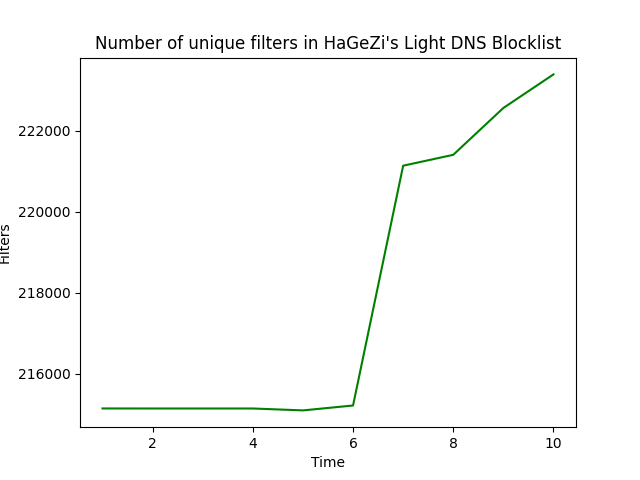 Number of unique filters in HaGeZi's Light DNS Blocklist
222000
220000
218000
216000
Filters
2 4 6 8 10
Time